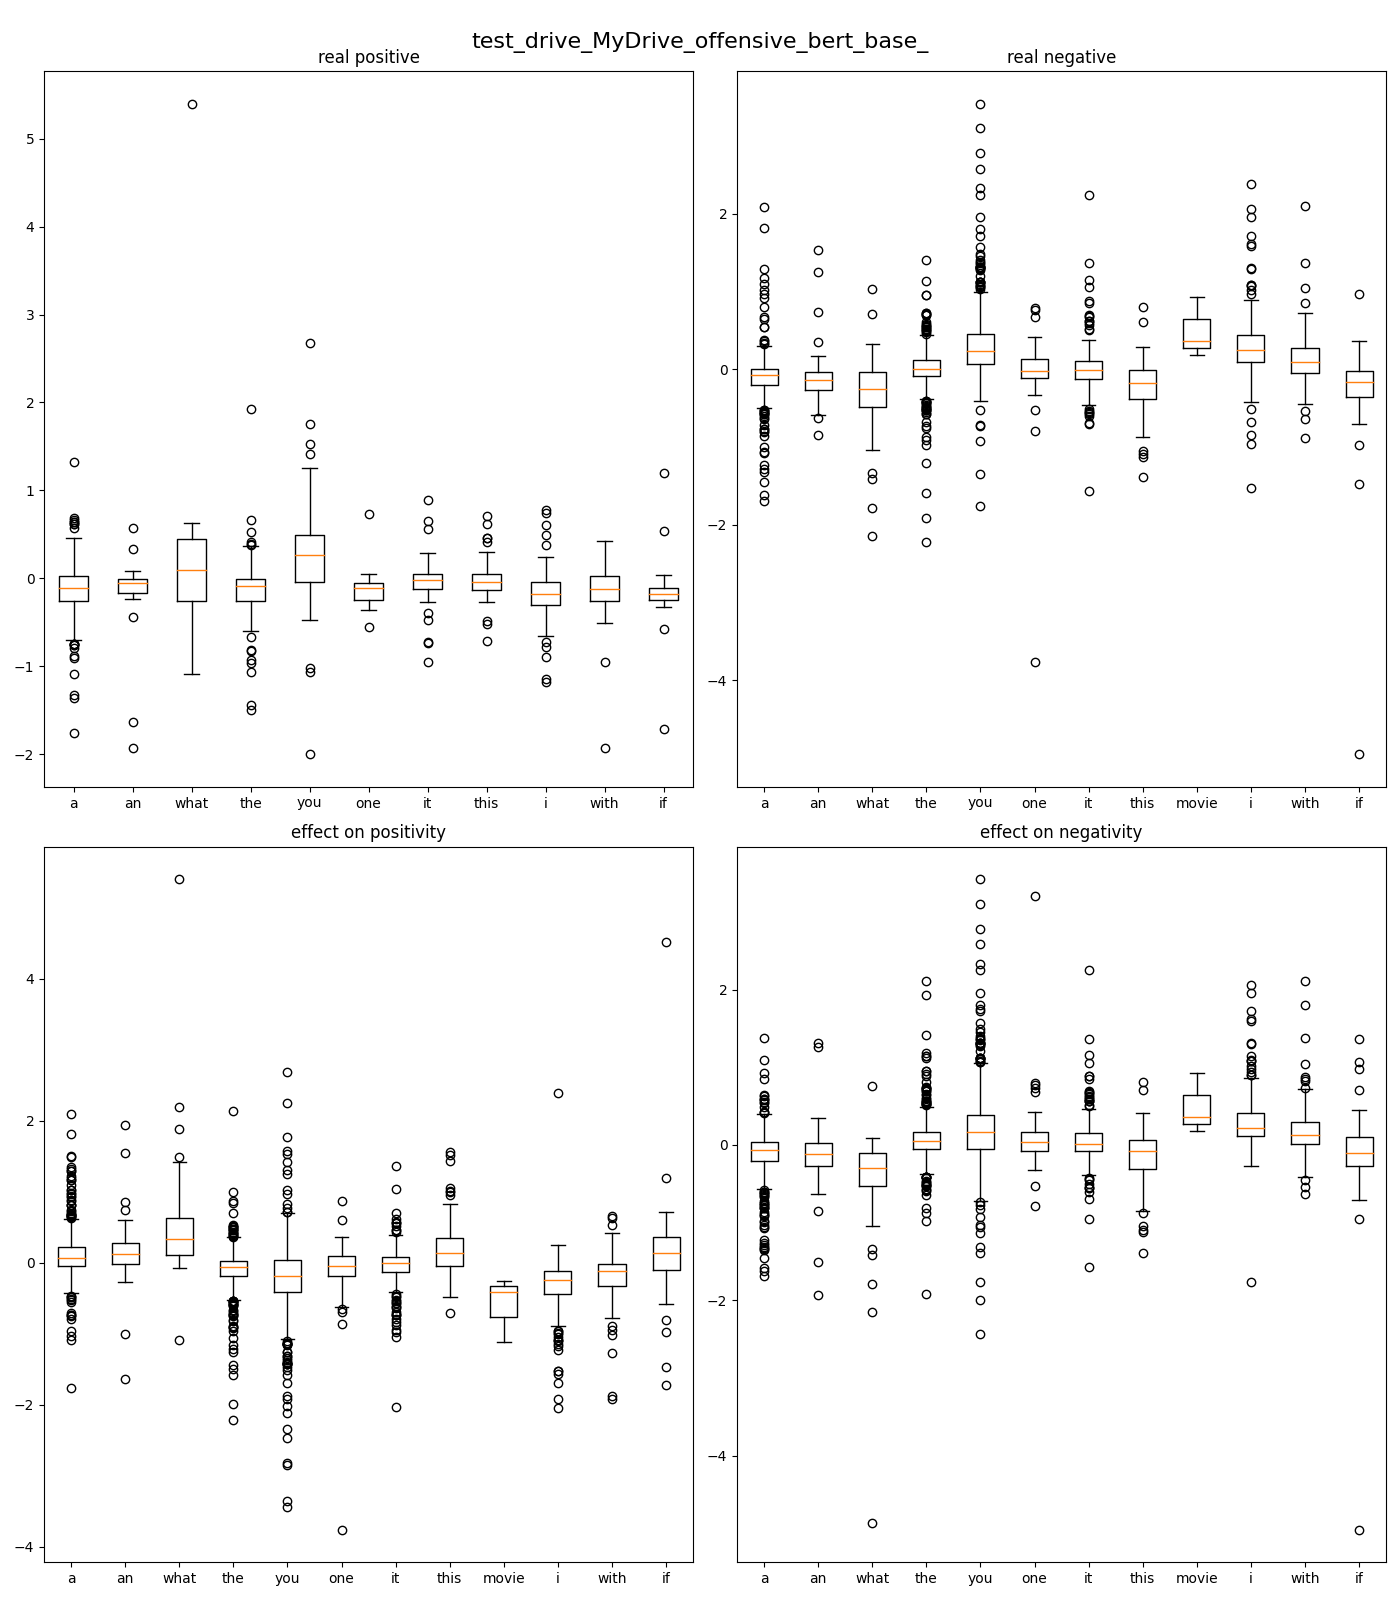 test_drive_MyDrive_offensive_bert_base_
real positive
5
4
3
2
1
0
−1
−2
a an what the you one it this i with if
real negative
2
0
−2
−4
a an what the you one it this movie i with if
effect on positivity
4
2
0
−2
−4
a an what the you one it this movie i with if
effect on negativity
2
0
−2
−4
a an what the you one it this movie i with if